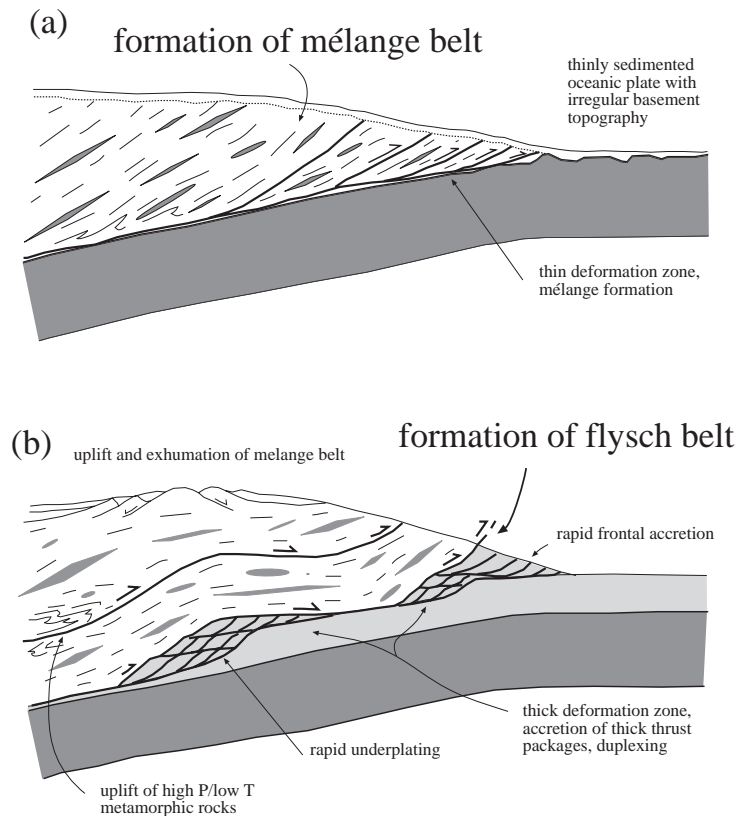 (a)
formation of mélange belt
thinly sedimented
oceanic plate with
irregular basement
topography
thin deformation zone,
mélange formation
(b)
formation of flysch belt
uplift and exhumation of melange belt
rapid frontal accretion
thick deformation zone,
accretion of thick thrust
packages, duplexing
rapid underplating
uplift of high P/low T
metamorphic rocks